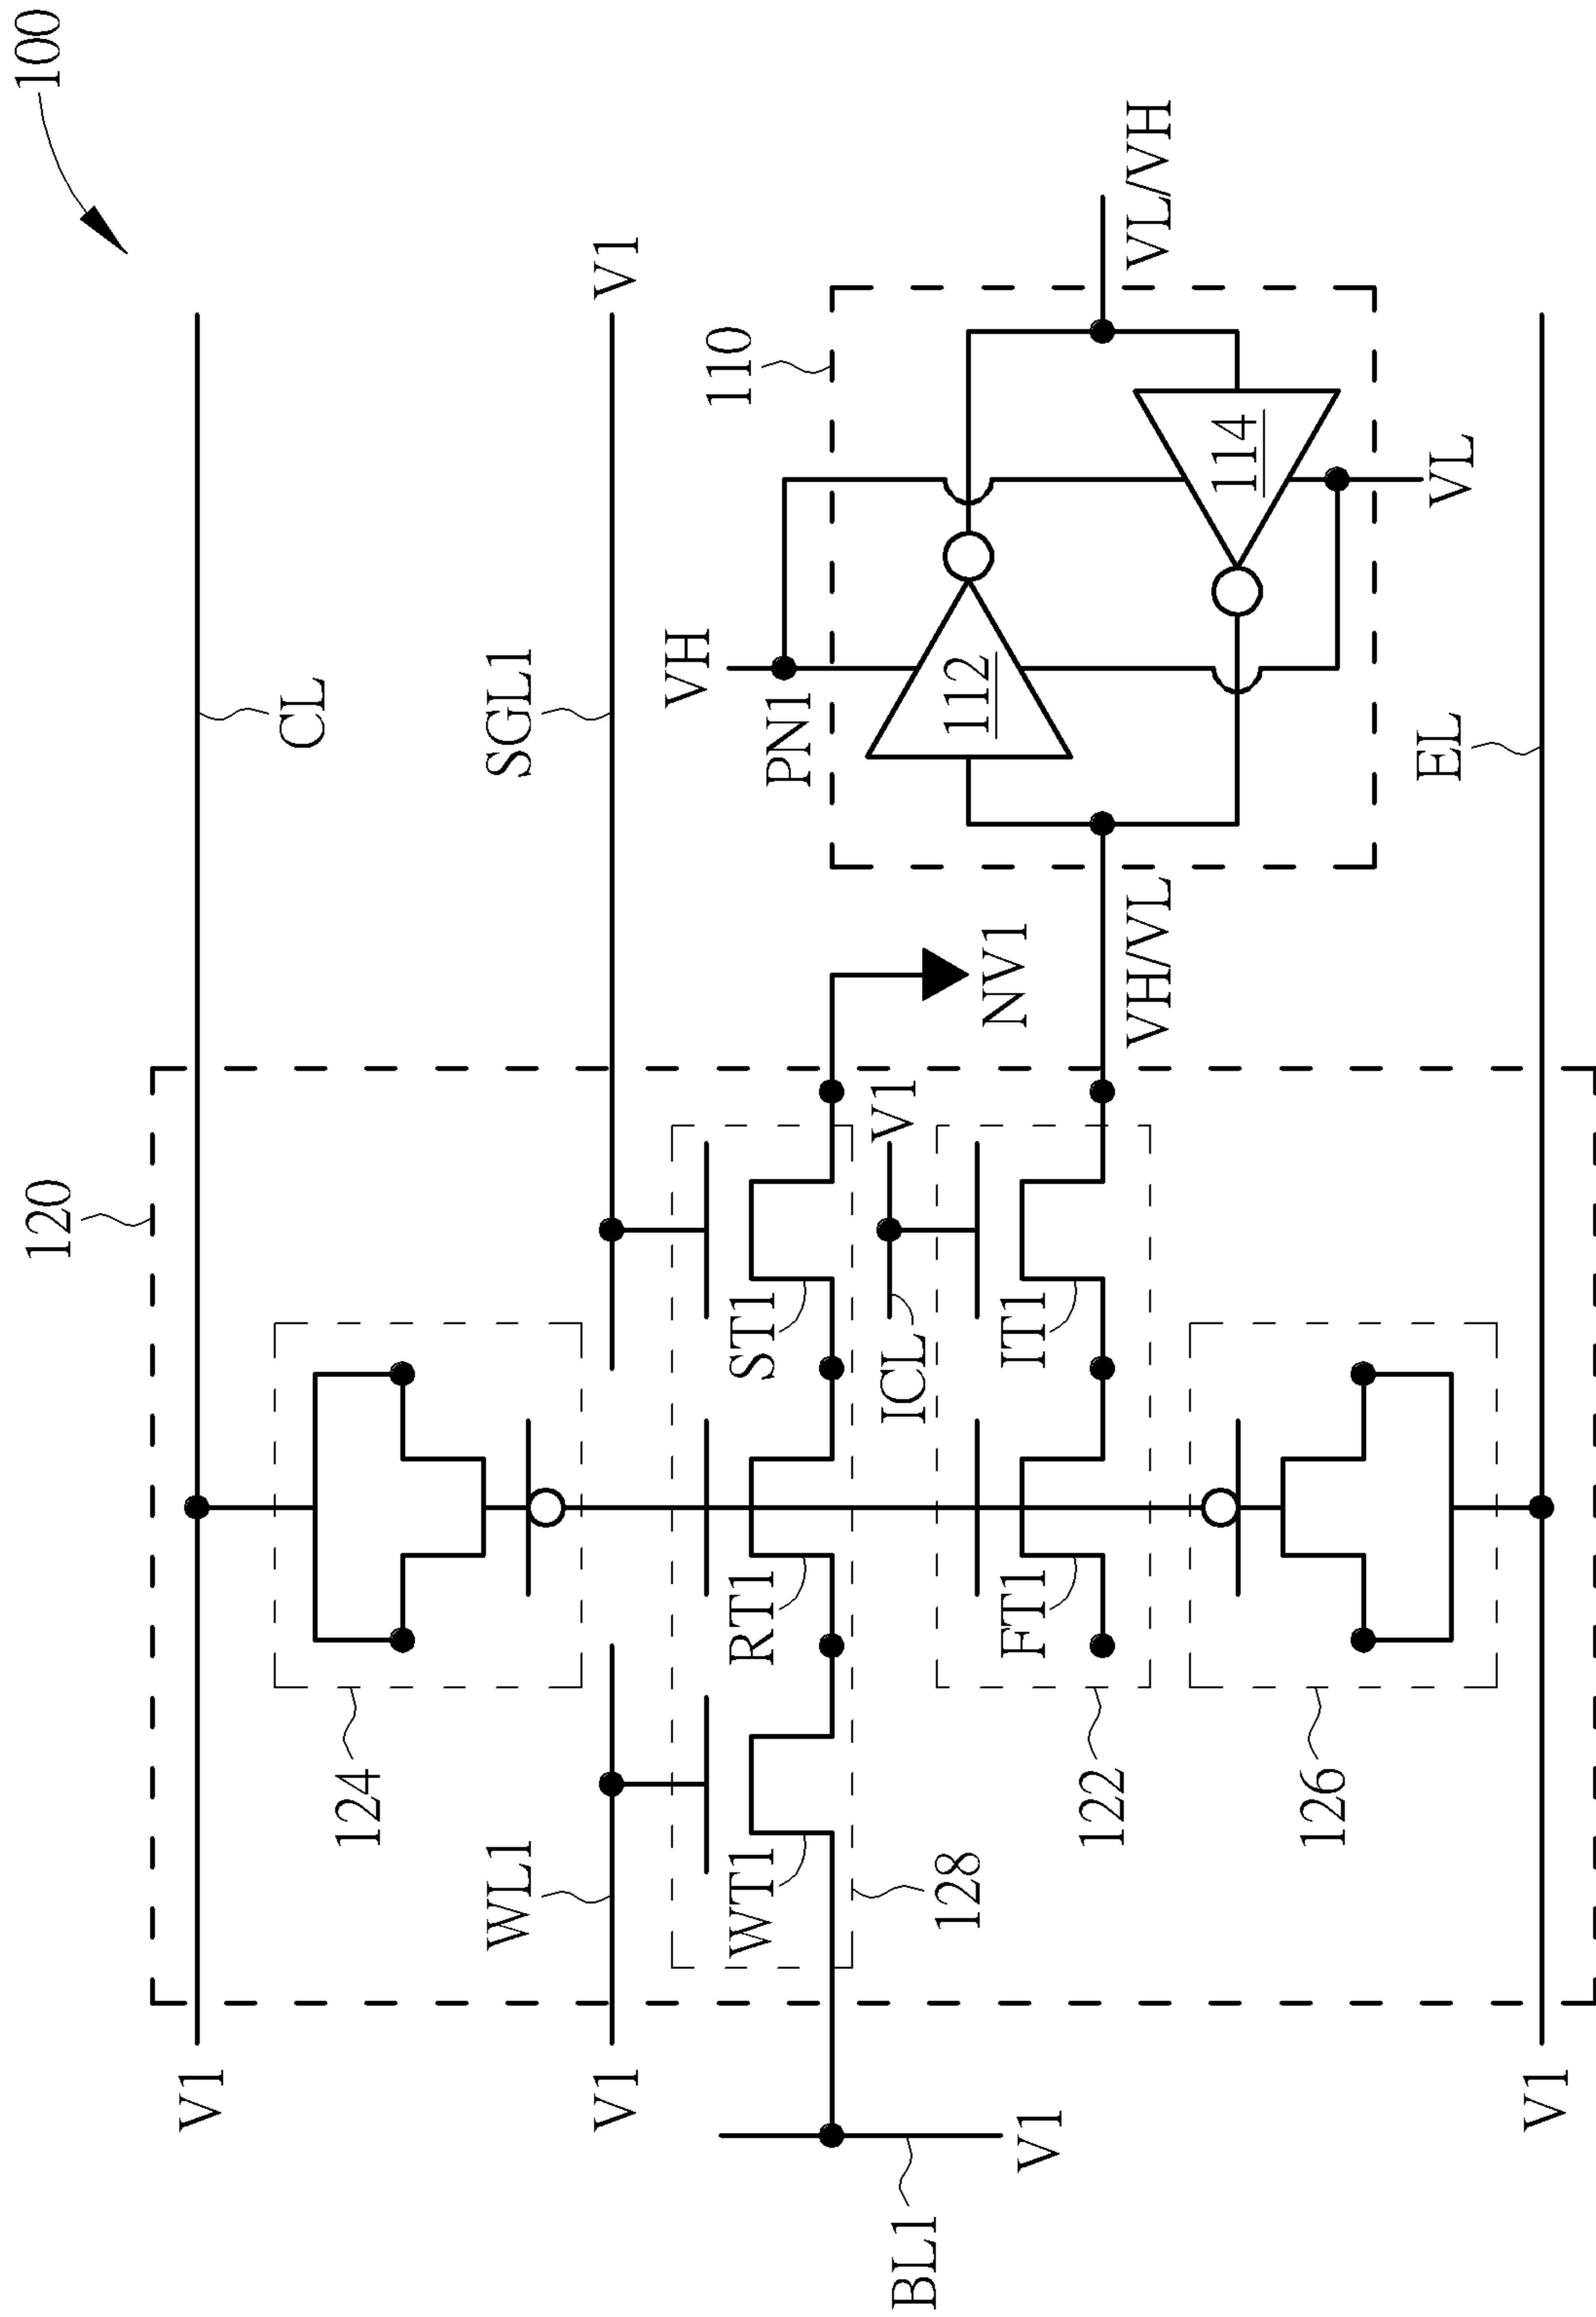 100
120
V1
CL
124
V1
WL1
SGL1
V1
VH
110
PN1
WT1
RT1
ST1
V1
128
ICL
NV1
112
BL1
V1
FT1
IT1
122
VH/VL
VL/VH
114
126
VL
EL
V1